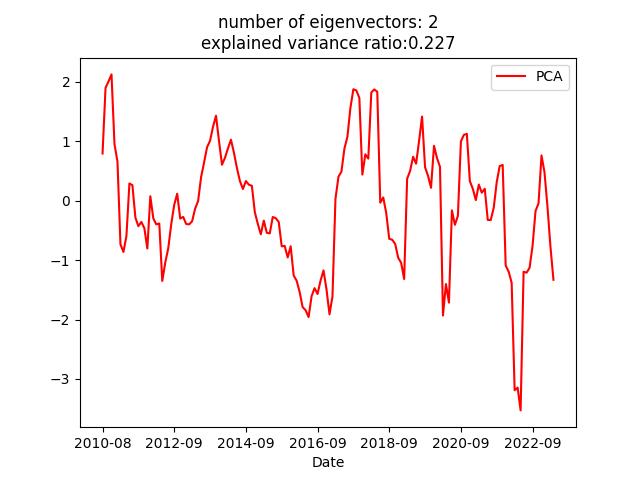 number of eigenvectors: 2
explained variance ratio:0.227
PCA
2
1
0
−1
−2
−3
2010-08 2012-09 2014-09 2016-09 2018-09 2020-09 2022-09
Date